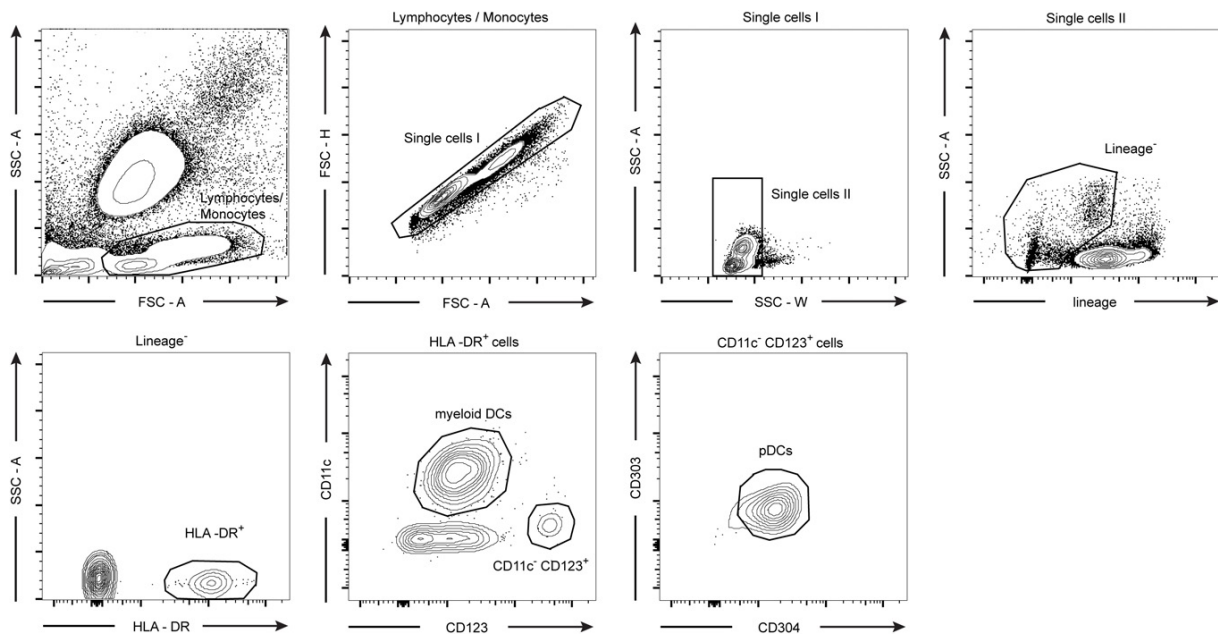 Lymphocytes / Monocytes
Single cells I
Single cells II
SSC - A
Lymphocytes/
Monocytes
FSC - A
FSC - H
Single cells I
FSC - A
SSC - A
Single cells II
SSC - W
SSC - A
Lineage⁻
lineage
Lineage⁻
HLA -DR⁺ cells
CD11c⁻ CD123⁺ cells
SSC - A
HLA -DR⁺
HLA - DR
CD11c
myeloid DCs
CD11c⁻ CD123⁺
CD123
CD303
pDCs
CD304